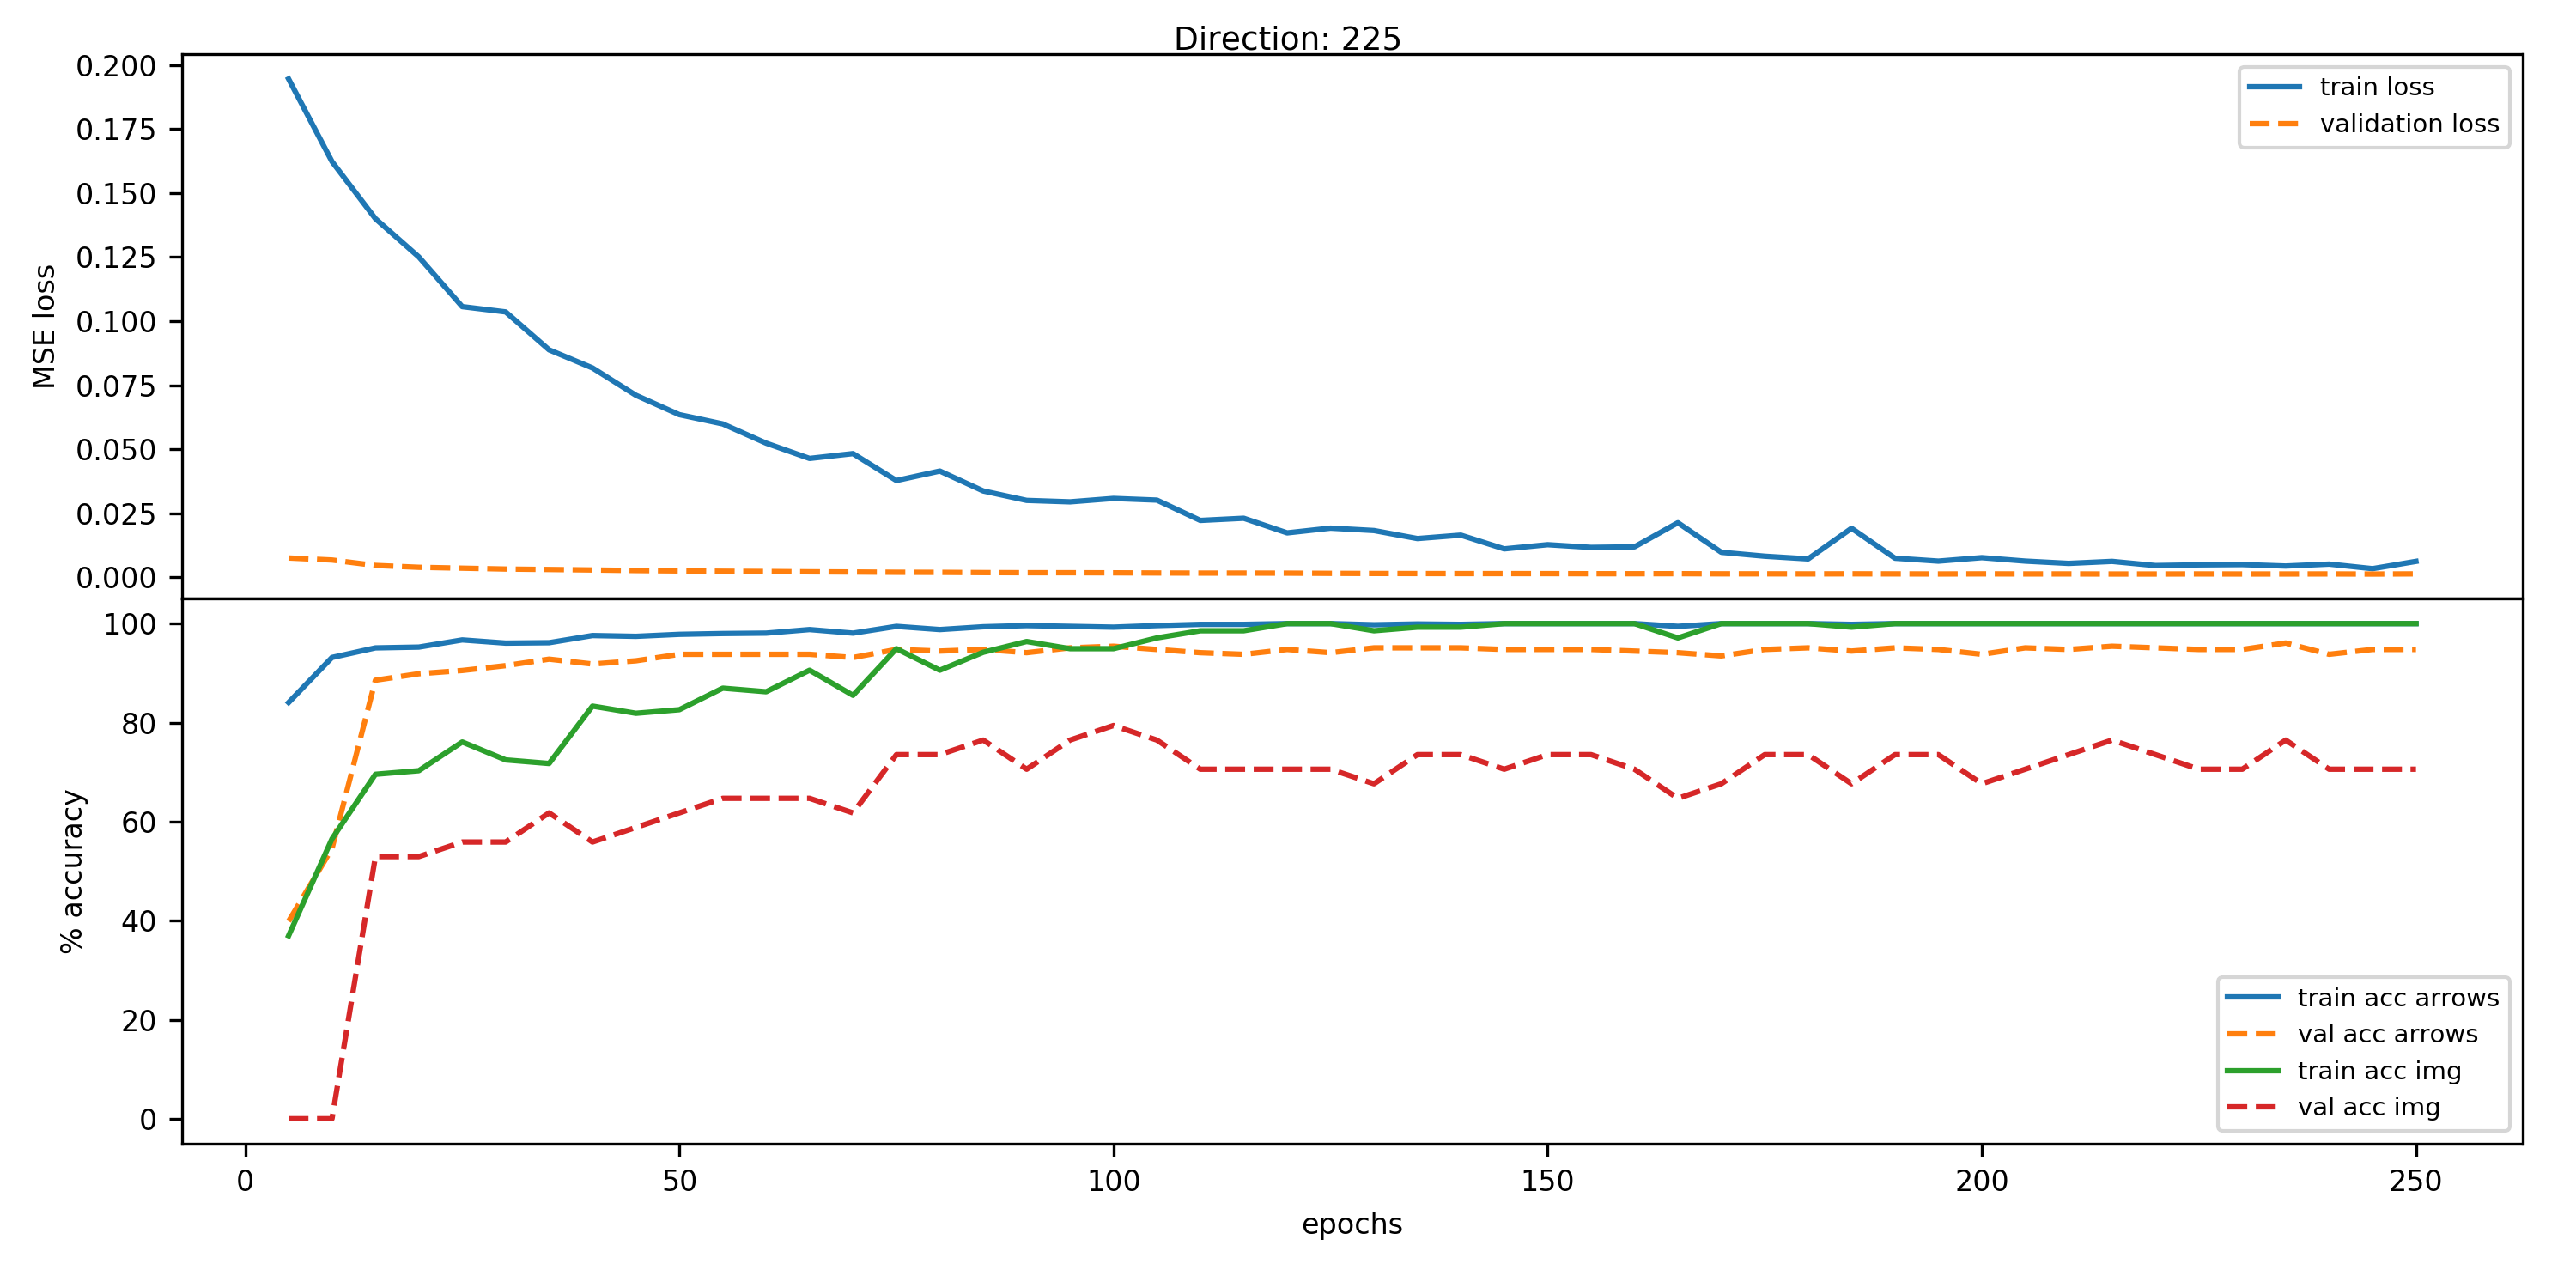 Direction: 225
0.200
0.175
0.150
0.125
0.100
0.075
0.050
0.025
0.000
MSE loss
train loss
validation loss
100
80
60
40
20
0
% accuracy
train acc arrows
val acc arrows
train acc img
val acc img
0 50 100 150 200 250
epochs